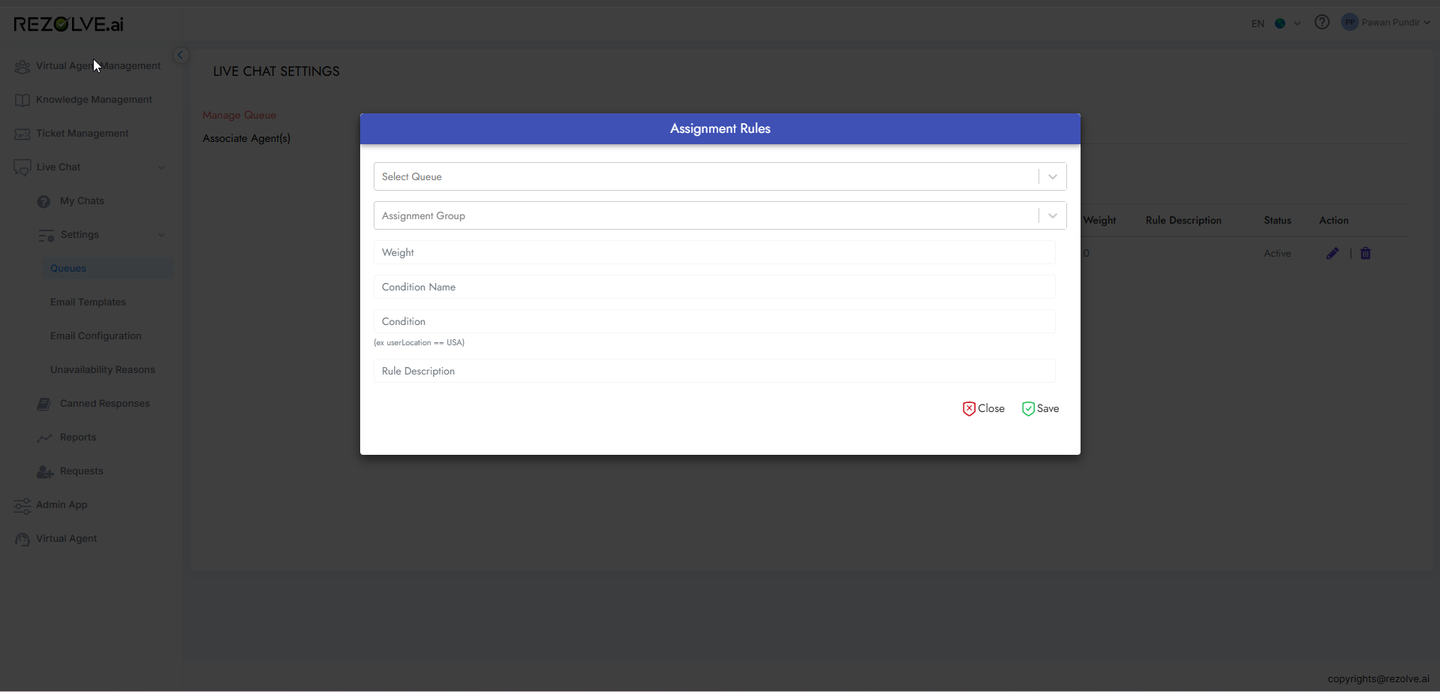 REZOLVE.ai
EN
?
PP
Pawan Pundir
Virtual Agent Management
Knowledge Management
Ticket Management
Live Chat
My Chats
Settings
Queues
Email Templates
Email Configuration
Unavailability Reasons
Canned Responses
Reports
Requests
Admin App
Virtual Agent
LIVE CHAT SETTINGS
Manage Queue
Associate Agent(s)
Weight Rule Description Status Action
0 Active |
Assignment Rules
Select Queue
Assignment Group
Weight
Condition Name
Condition
(ex userLocation == USA)
Rule Description
Close Save
copyrights@rezolve.ai